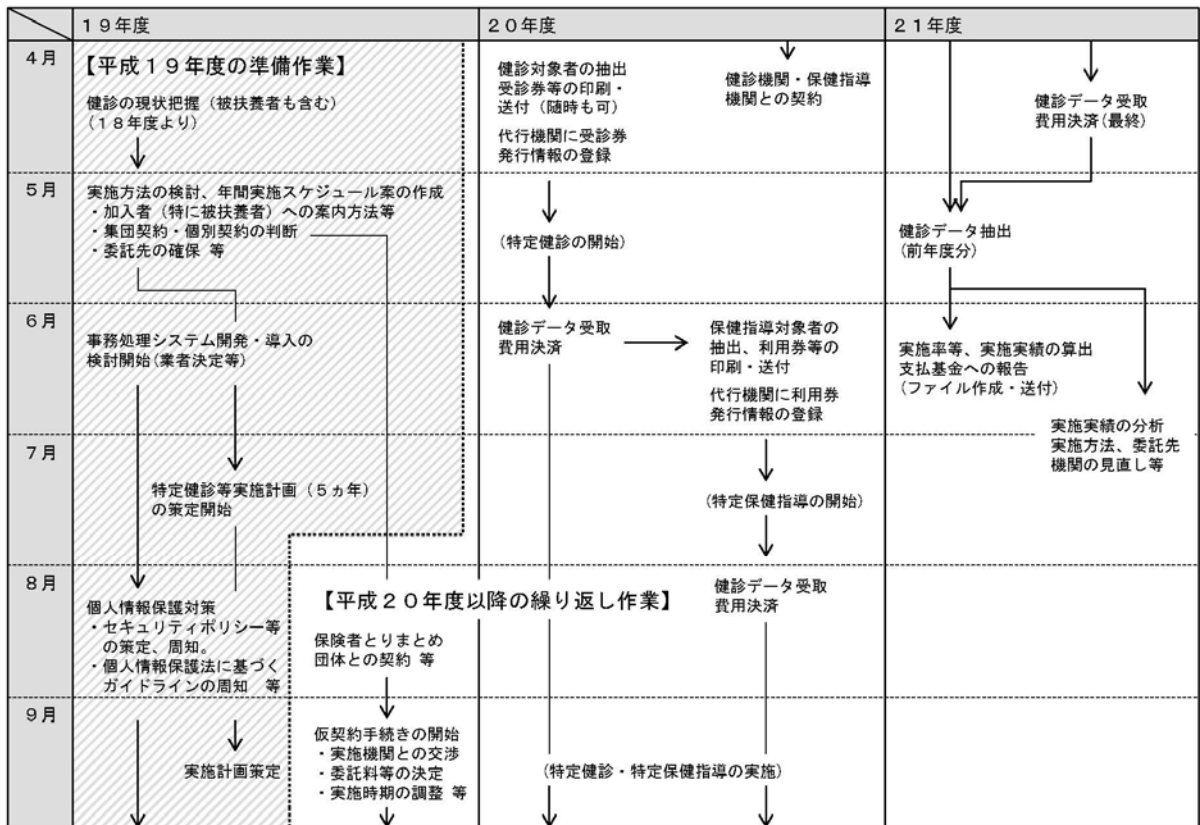 １９年度
２０年度
２１年度
４月
【平成１９年度の準備作業】
健診の現状把握（被扶養者も含む）
（１８年度より）
健診対象者の抽出
受診券等の印刷・
送付（随時も可）
代行機関に受診券
発行情報の登録
健診機関・保健指導
機関との契約
健診データ受取
費用決済(最終)
５月
実施方法の検討、年間実施スケジュール案の作成
・加入者（特に被扶養者）への案内方法等
・集団契約・個別契約の判断
・委託先の確保 等
(特定健診の開始)
健診データ抽出
(前年度分)
６月
事務処理システム開発・導入の
検討開始(業者決定等)
健診データ受取
費用決済
保健指導対象者の
抽出、利用券等の
印刷・送付
代行機関に利用券
発行情報の登録
実施率等、実施実績の算出
支払基金への報告
(ファイル作成・送付)
実施実績の分析
実施方法、委託先
機関の見直し等
７月
特定健診等実施計画（５ヵ年）
の策定開始
(特定保健指導の開始)
８月
個人情報保護対策
・セキュリティポリシー等
の策定、周知。
・個人情報保護法に基づく
ガイドラインの周知 等
【平成２０年度以降の繰り返し作業】
保険者とりまとめ
団体との契約 等
健診データ受取
費用決済
９月
実施計画策定
仮契約手続きの開始
・実施機関との交渉
・委託料等の決定
・実施時期の調整 等
(特定健診・特定保健指導の実施)